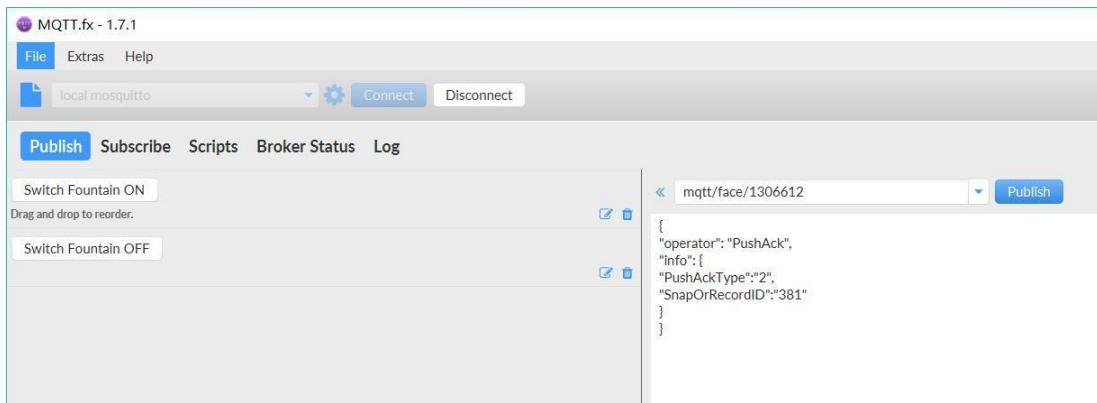 MQTT.fx - 1.7.1
File Extras Help
local mosquitto Connect Disconnect
Publish Subscribe Scripts Broker Status Log
Switch Fountain ON
Drag and drop to reorder.
Switch Fountain OFF
mqtt/face/1306612 Publish
{
"operator": "PushAck",
"info": {
"PushAckType":"2",
"SnapOrRecordID":"381"
}
}